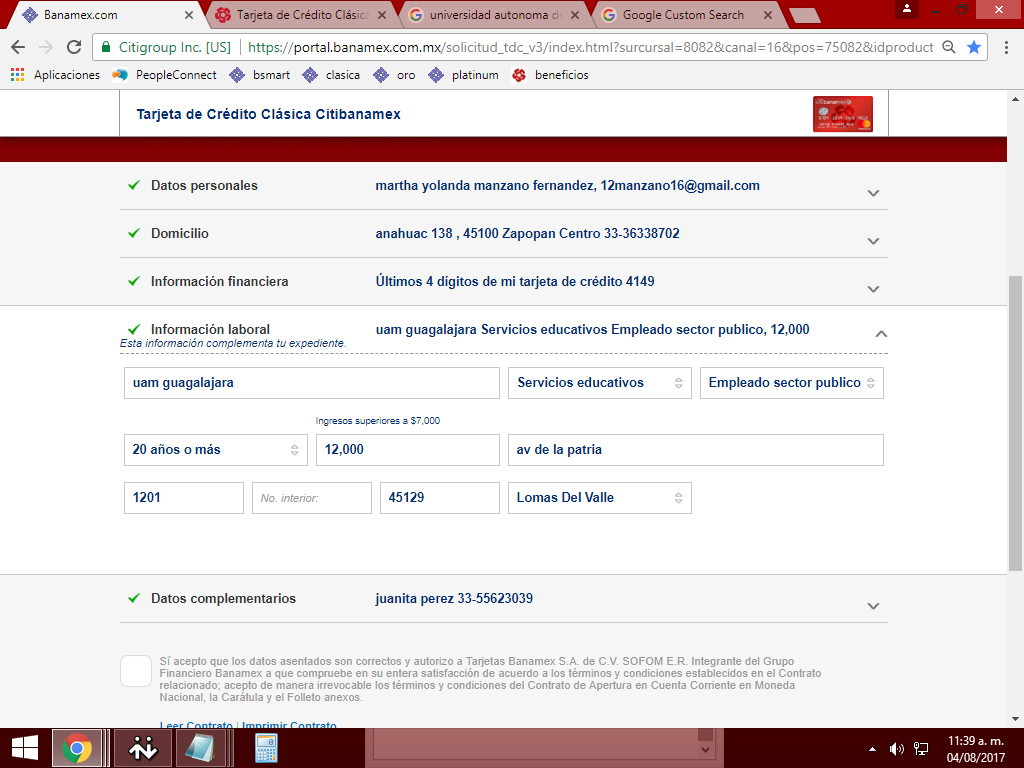 Banamex.com
Tarjeta de Crédito Clásica
universidad autonoma de
Google Custom Search
Citigroup Inc. [US]
https://portal.banamex.com.mx/solicitud_tdc_v3/index.html?surcursal=8082&canal=16&pos=75082&idproduct
Aplicaciones
PeopleConnect
bsmart
clasica
oro
platinum
beneficios
Tarjeta de Crédito Clásica Citibanamex
Datos personales
martha yolanda manzano fernandez, 12manzano16@gmail.com
Domicilio
anahuac 138 , 45100 Zapopan Centro 33-36338702
Información financiera
Últimos 4 dígitos de mi tarjeta de crédito 4149
Información laboral
uam guagalajara Servicios educativos Empleado sector publico, 12,000
Esta información complementa tu expediente.
uam guagalajara
Servicios educativos
Empleado sector publico
Ingresos superiores a $7,000
20 años o más
12,000
av de la patria
1201
No. interior:
45129
Lomas Del Valle
Datos complementarios
juanita perez 33-55623039
Sí acepto que los datos asentados son correctos y autorizo a Tarjetas Banamex S.A. de C.V. SOFOM E.R. Integrante del Grupo
Financiero Banamex a que compruebe en su entera satisfacción de acuerdo a los términos y condiciones establecidos en el Contrato
relacionado; acepto de manera irrevocable los términos y condiciones del Contrato de Apertura en Cuenta Corriente en Moneda
Nacional, la Carátula y el Folleto anexos.
Leer Contrato | Imprimir Contrato
11:39 a. m.
04/08/2017